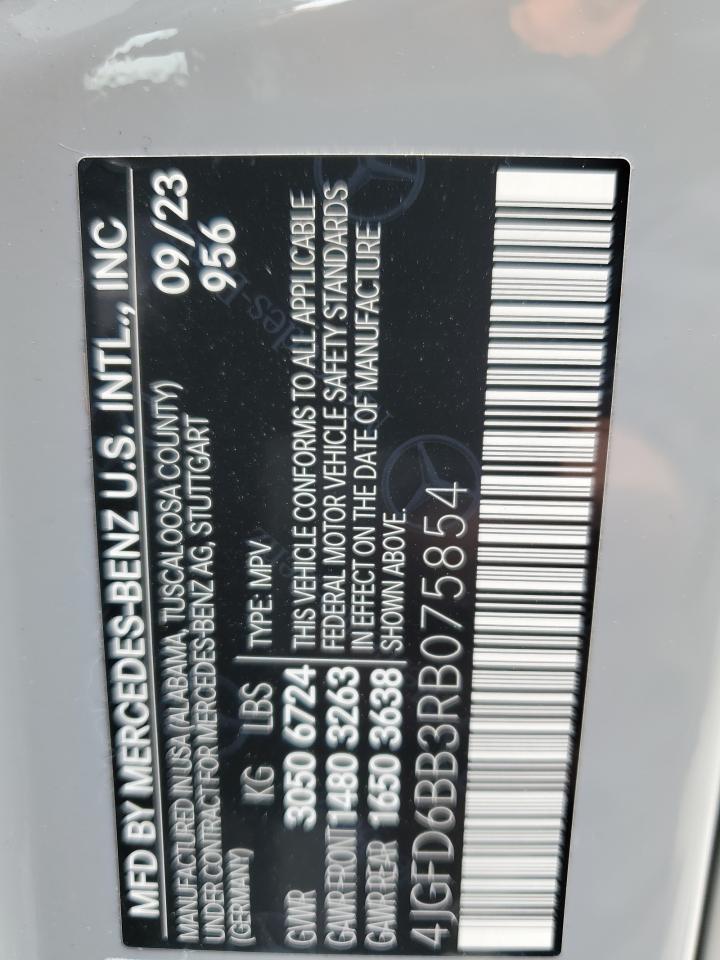 MFD BY MERCEDES-BENZ U.S. INTL., INC
MANUFACTURED IN USA (ALABAMA, TUSCALOOSA COUNTY)
UNDER CONTRACT FOR MERCEDES-BENZ AG, STUTTGART
(GERMANY)
09/23
956
KG LBS
TYPE: MPV
GWR 3050 6724
GAWR-FRONT 1480 3263
GAWR-REAR 1650 3638
THIS VEHICLE CONFORMS TO ALL APPLICABLE
FEDERAL MOTOR VEHICLE SAFETY STANDARDS
IN EFFECT ON THE DATE OF MANUFACTURE
SHOWN ABOVE.
4JGFD6BB3RB075854